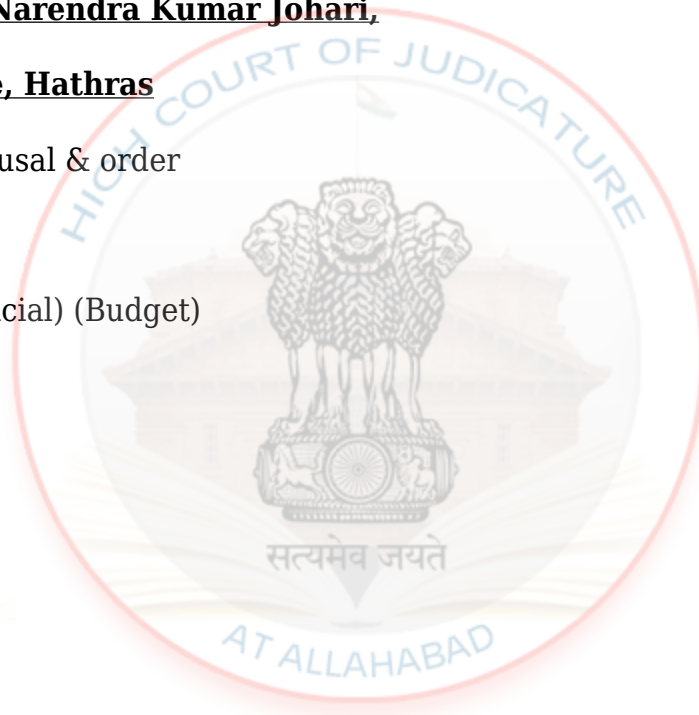 Narendra Kumar Johari,
e, Hathras
HIGH COURT OF JUDICATURE
usal & order
cial) (Budget)
सत्यमेव जयते
AT ALLAHABAD